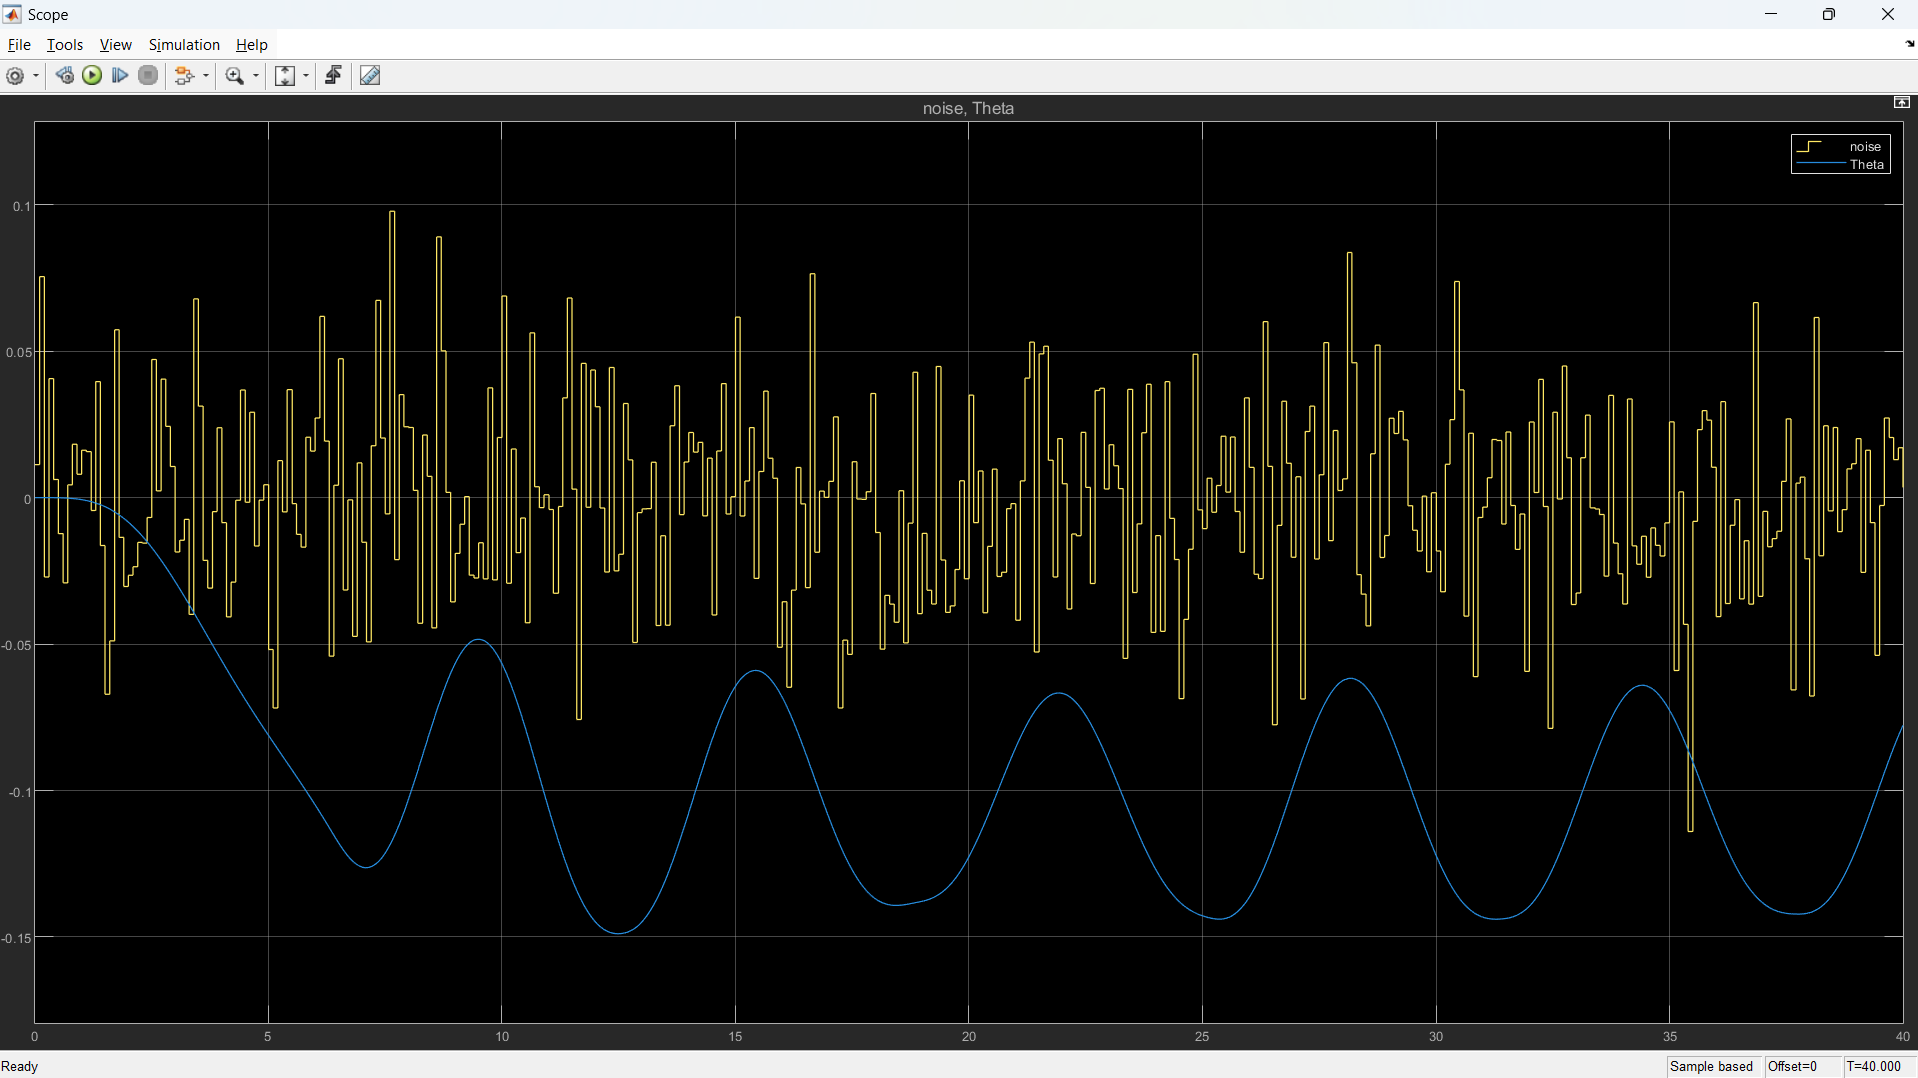 Scope
File Tools View Simulation Help
noise, Theta
noise
Theta
0.1
0.05
0
-0.05
-0.1
-0.15
0 5 10 15 20 25 30 35 40
Ready
Sample based Offset=0 T=40.000